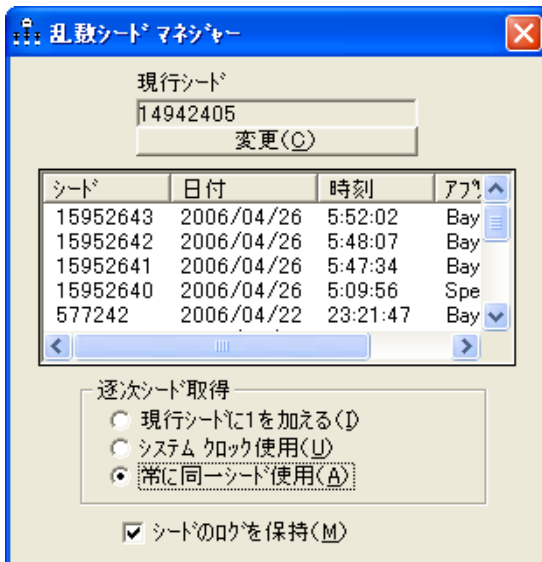 乱数シード マネジャー
現行シード
14942405
変更(C)
シード 日付 時刻 アプリ
15952643 2006/04/26 5:52:02 Bay
15952642 2006/04/26 5:48:07 Bay
15952641 2006/04/26 5:47:34 Bay
15952640 2006/04/26 5:09:56 Spe
577242 2006/04/22 23:21:47 Bay
逐次シード取得
現行シードに1を加える(I)
システム クロック使用(U)
常に同一シード使用(A)
シードのログを保持(M)